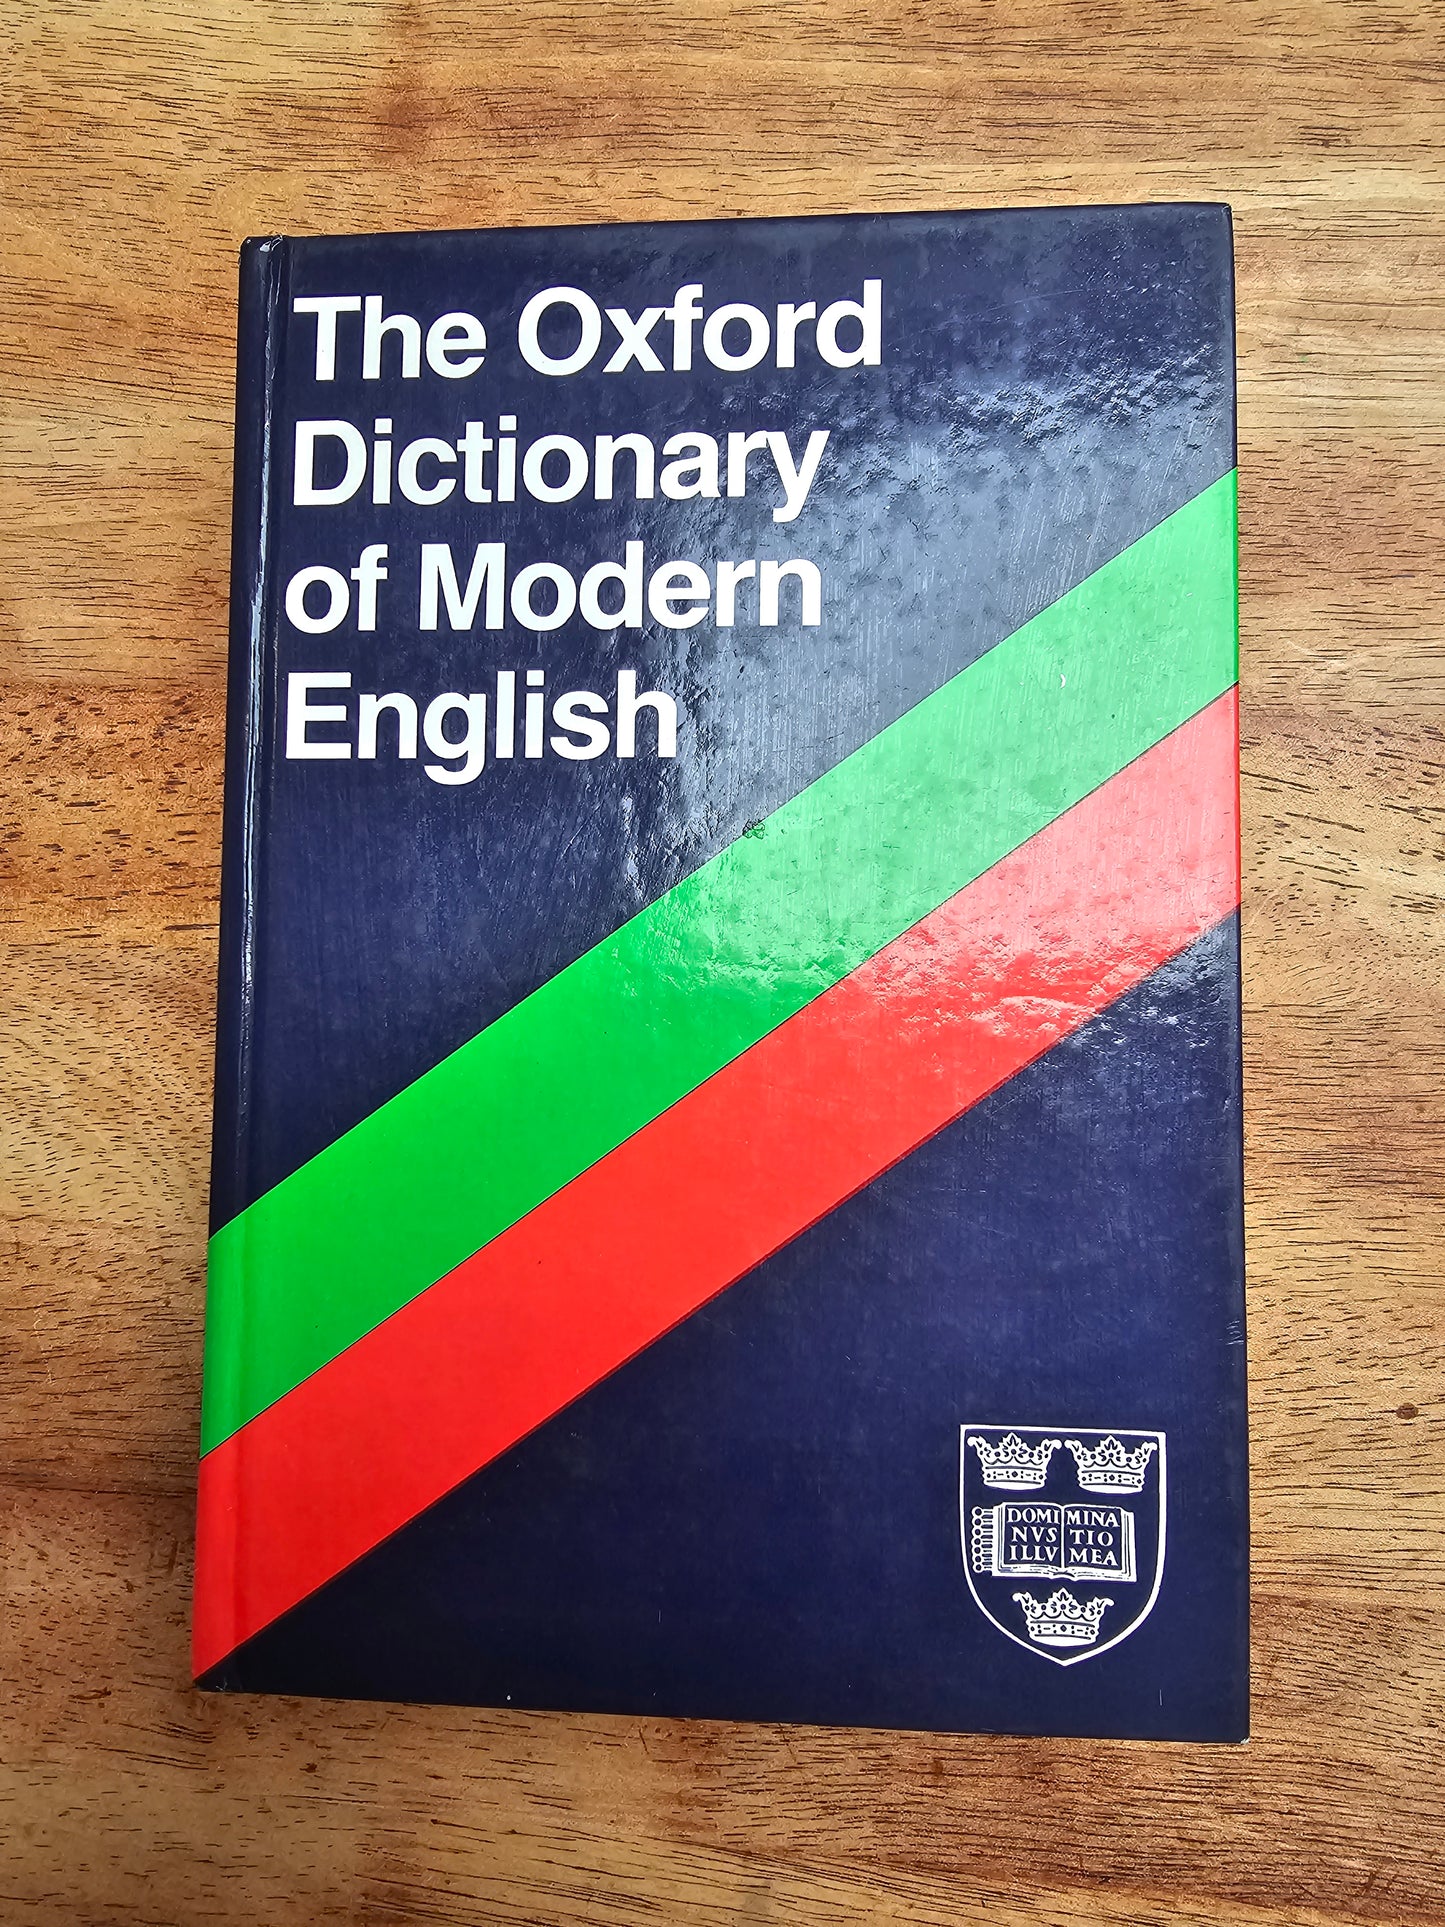 The Oxford
Dictionary
of Modern
English
DOMI MINA
NVS TIO
ILLV MEA